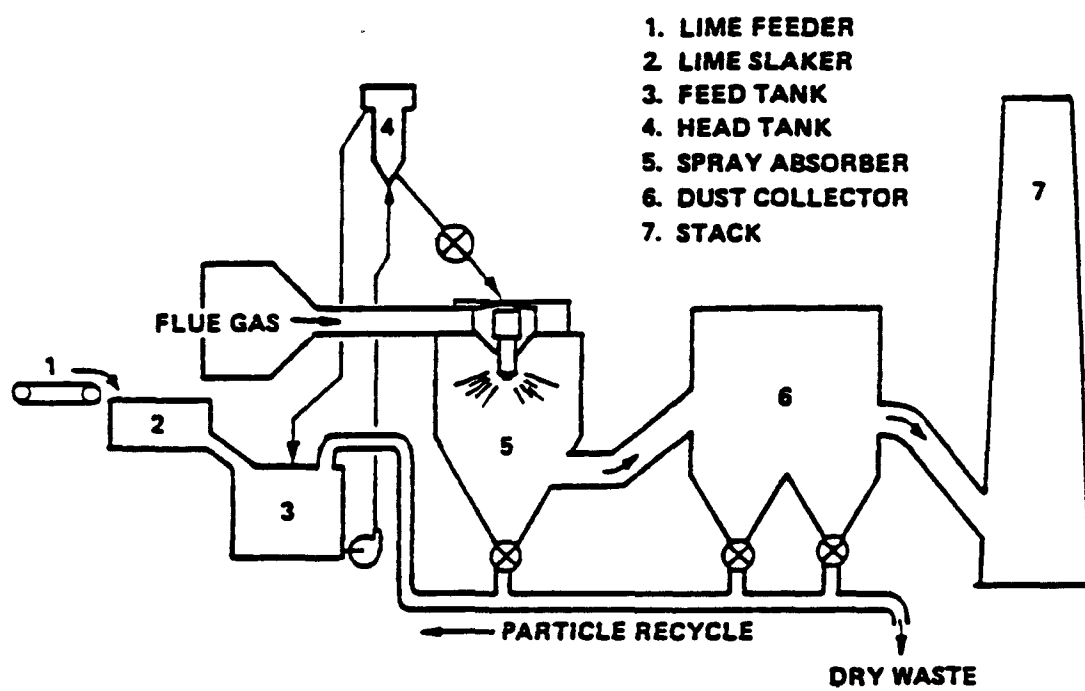 1. LIME FEEDER
2. LIME SLAKER
3. FEED TANK
4. HEAD TANK
5. SPRAY ABSORBER
6. DUST COLLECTOR
7. STACK
4
7
FLUE GAS
1
2
6
5
3
PARTICLE RECYCLE
DRY WASTE